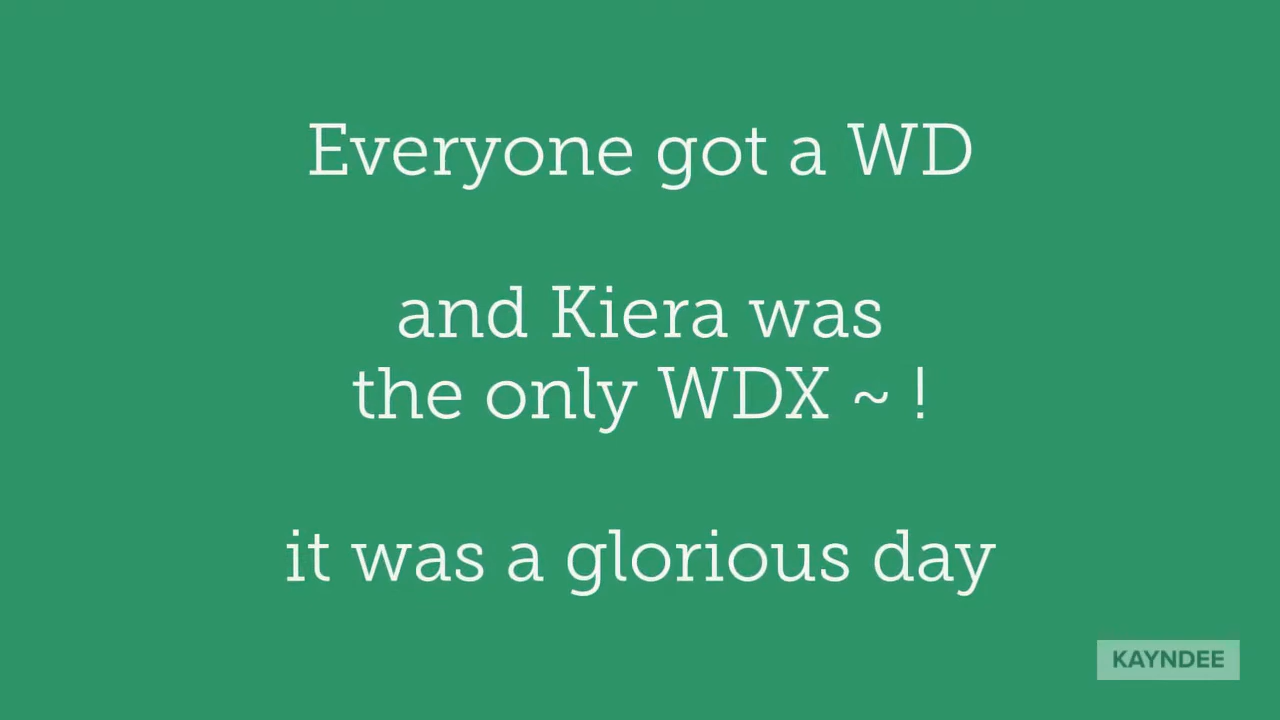 Everyone got a WD
and Kiera was
the only WDX ~ !
it was a glorious day
KAYNDEE